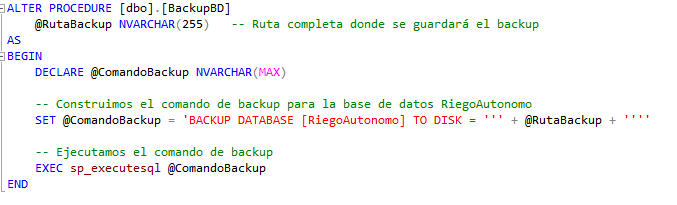 ALTER PROCEDURE [dbo].[BackupBD]
    @RutaBackup NVARCHAR(255)   -- Ruta completa donde se guardará el backup
AS
BEGIN
    DECLARE @ComandoBackup NVARCHAR(MAX)
    -- Construimos el comando de backup para la base de datos RiegoAutonomo
    SET @ComandoBackup = 'BACKUP DATABASE [RiegoAutonomo] TO DISK = ''' + @RutaBackup + ''''
    -- Ejecutamos el comando de backup
    EXEC sp_executesql @ComandoBackup
END